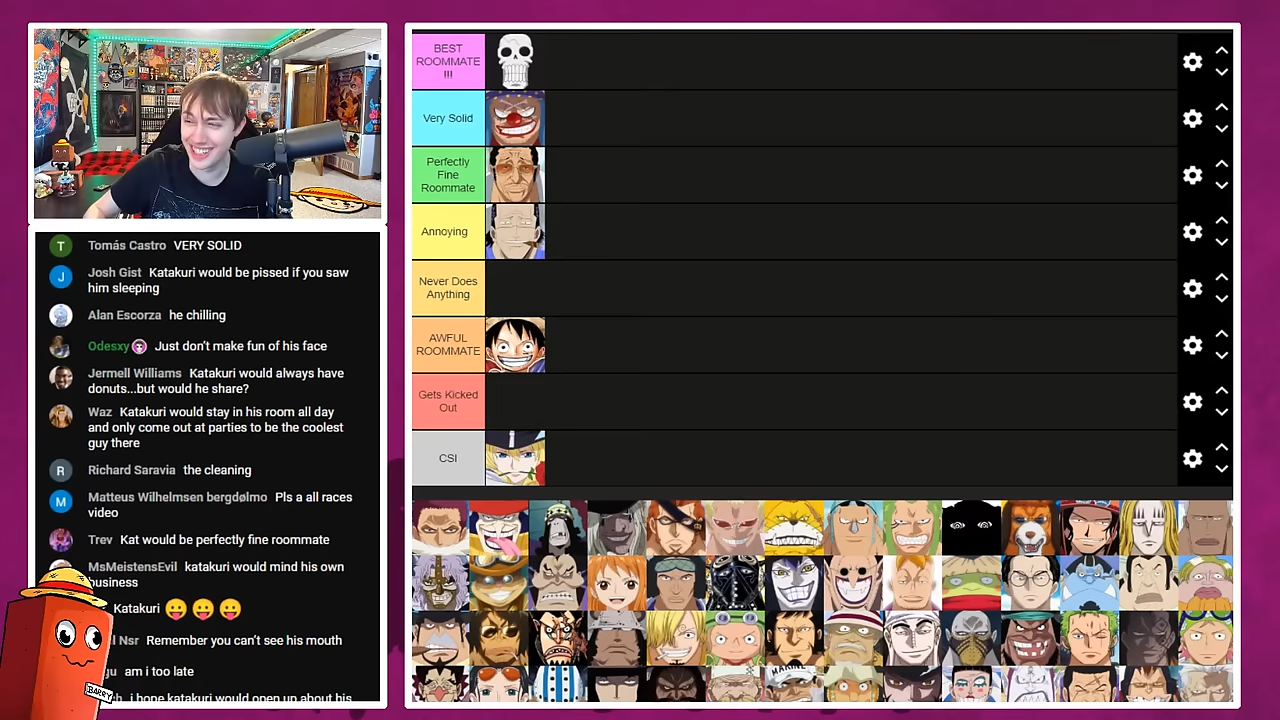 BEST
ROOMMATE
!!!
Very Solid
Perfectly
Fine
Roommate
Annoying
Never Does
Anything
AWFUL
ROOMMATE
Gets Kicked
Out
CSI
Tomás Castro VERY SOLID
Josh Gist Katakuri would be pissed if you saw
him sleeping
Alan Escorza he chilling
Odesxy Just don't make fun of his face
Jermell Williams Katakuri would always have
donuts...but would he share?
Waz Katakuri would stay in his room all day
and only come out at parties to be the coolest
guy there
Richard Saravia the cleaning
Matteus Wilhelmsen bergdølmo Pls a all races
video
Trev Kat would be perfectly fine roommate
MsMeistensEvil katakuri would mind his own
business
Katakuri 😛 😛 😛
Nsr Remember you can't see his mouth
am i too late
i hope katakuri would open up about his
BARRY